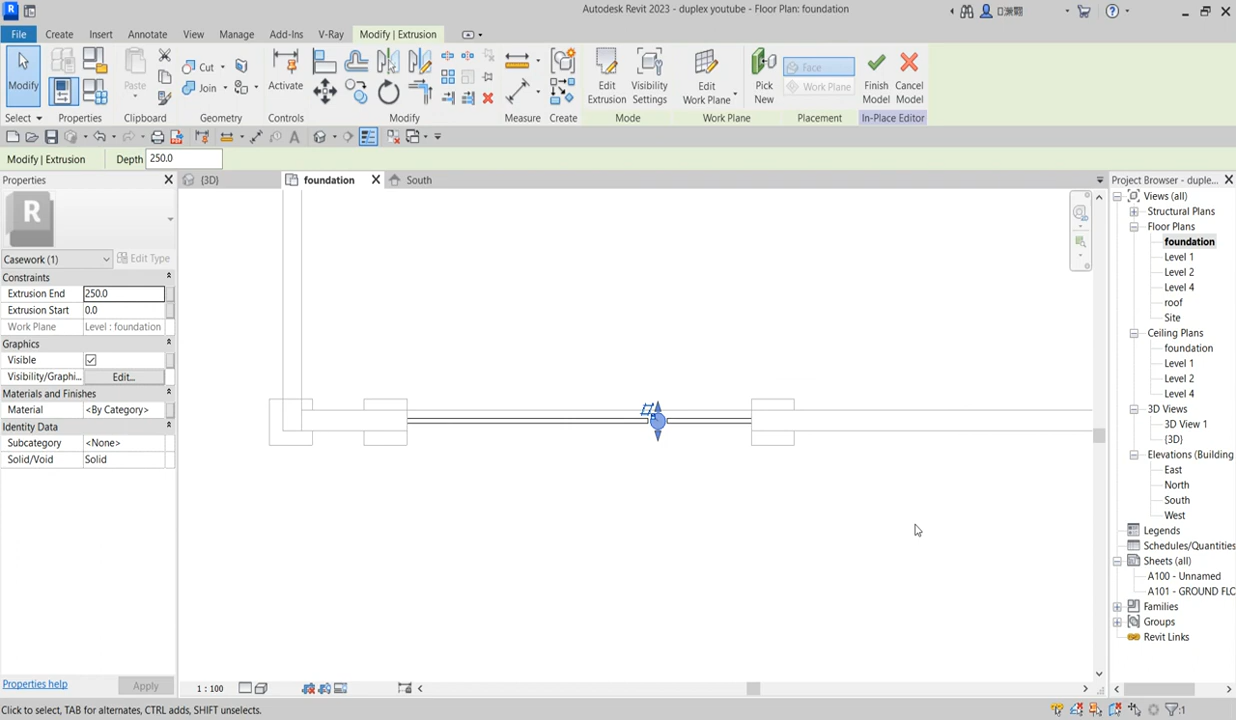 Autodesk Revit 2023 - duplex youtube - Floor Plan: foundation
File Create Insert Annotate View Manage Add-Ins V-Ray Modify | Extrusion
Modify Paste Cut Join Activate Edit Extrusion Visibility Settings Edit Work Plane Pick New Face Work Plane Finish Model Cancel Model
Select Properties Clipboard Geometry Controls Modify Measure Create Mode Work Plane Placement In-Place Editor
Modify | Extrusion Depth 250.0
Properties
(3D) foundation South
Project Browser - duple...
R
Casework (1) Edit Type
Constraints
Extrusion End 250.0
Extrusion Start 0.0
Work Plane Level : foundation
Graphics
Visible
Visibility/Graphi... Edit...
Materials and Finishes
Material <By Category>
Identity Data
Subcategory <None>
Solid/Void Solid
Properties help Apply
Views (all)
Structural Plans
Floor Plans
foundation
Level 1
Level 2
Level 4
roof
Site
Ceiling Plans
foundation
Level 1
Level 2
Level 4
3D Views
3D View 1
{3D}
Elevations (Building
East
North
South
West
Legends
Schedules/Quantities
Sheets (all)
A100 - Unnamed
A101 - GROUND FLC
Families
Groups
Revit Links
1 : 100
Click to select, TAB for alternates, CTRL adds, SHIFT unselects.
:1